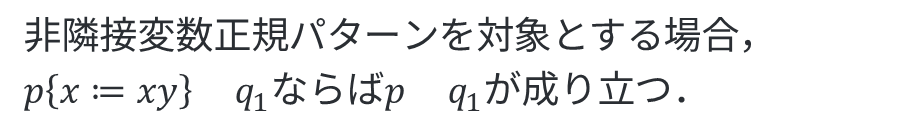 非隣接変数正規パターンを対象とする場合，
p{x := xy} q₁ならばp q₁が成り立つ．